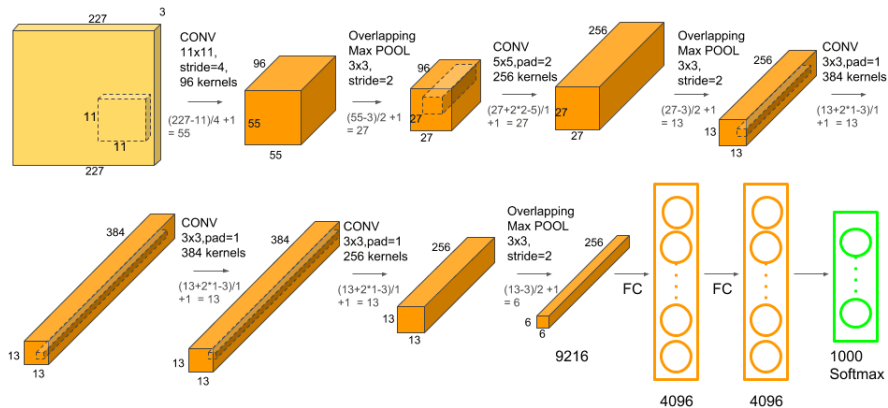 227
3
11
11
227
CONV
11x11,
stride=4,
96 kernels
(227-11)/4 +1
= 55
96
55
55
Overlapping
Max POOL
3x3,
stride=2
(55-3)/2 +1
= 27
96
27
27
CONV
5x5,pad=2
256 kernels
(27+2*2-5)/1
+1 = 27
256
27
27
Overlapping
Max POOL
3x3,
stride=2
(27-3)/2 +1
= 13
256
13
13
CONV
3x3,pad=1
384 kernels
(13+2*1-3)/1
+1 = 13
384
13
13
CONV
3x3,pad=1
384 kernels
(13+2*1-3)/1
+1 = 13
384
13
13
CONV
3x3,pad=1
256 kernels
(13+2*1-3)/1
+1 = 13
256
13
13
Overlapping
Max POOL
3x3,
stride=2
(13-3)/2 +1
= 6
256
6
6
9216
FC
4096
FC
4096
1000
Softmax